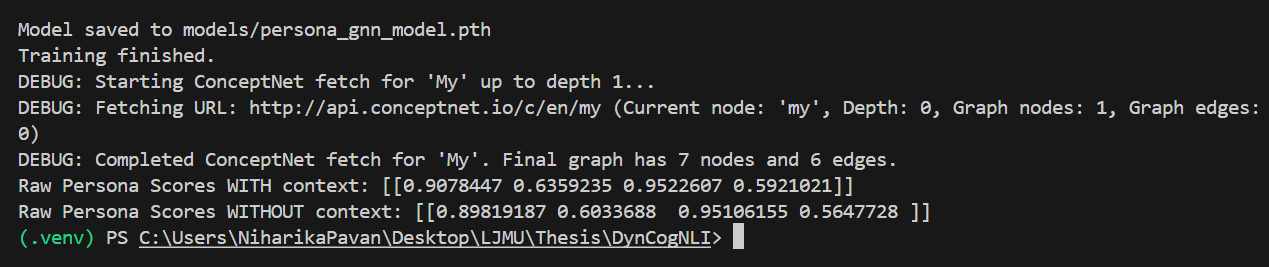 Model saved to models/persona_gnn_model.pth
Training finished.
DEBUG: Starting ConceptNet fetch for 'My' up to depth 1...
DEBUG: Fetching URL: http://api.conceptnet.io/c/en/my (Current node: 'my', Depth: 0, Graph nodes: 1, Graph edges:
0)
DEBUG: Completed ConceptNet fetch for 'My'. Final graph has 7 nodes and 6 edges.
Raw Persona Scores WITH context: [[0.9078447 0.6359235 0.9522607 0.5921021]]
Raw Persona Scores WITHOUT context: [[0.89819187 0.6033688  0.95106155 0.5647728 ]]
(.venv) PS C:\Users\NiharikaPavan\Desktop\LJMU\Thesis\DynCogNLI>